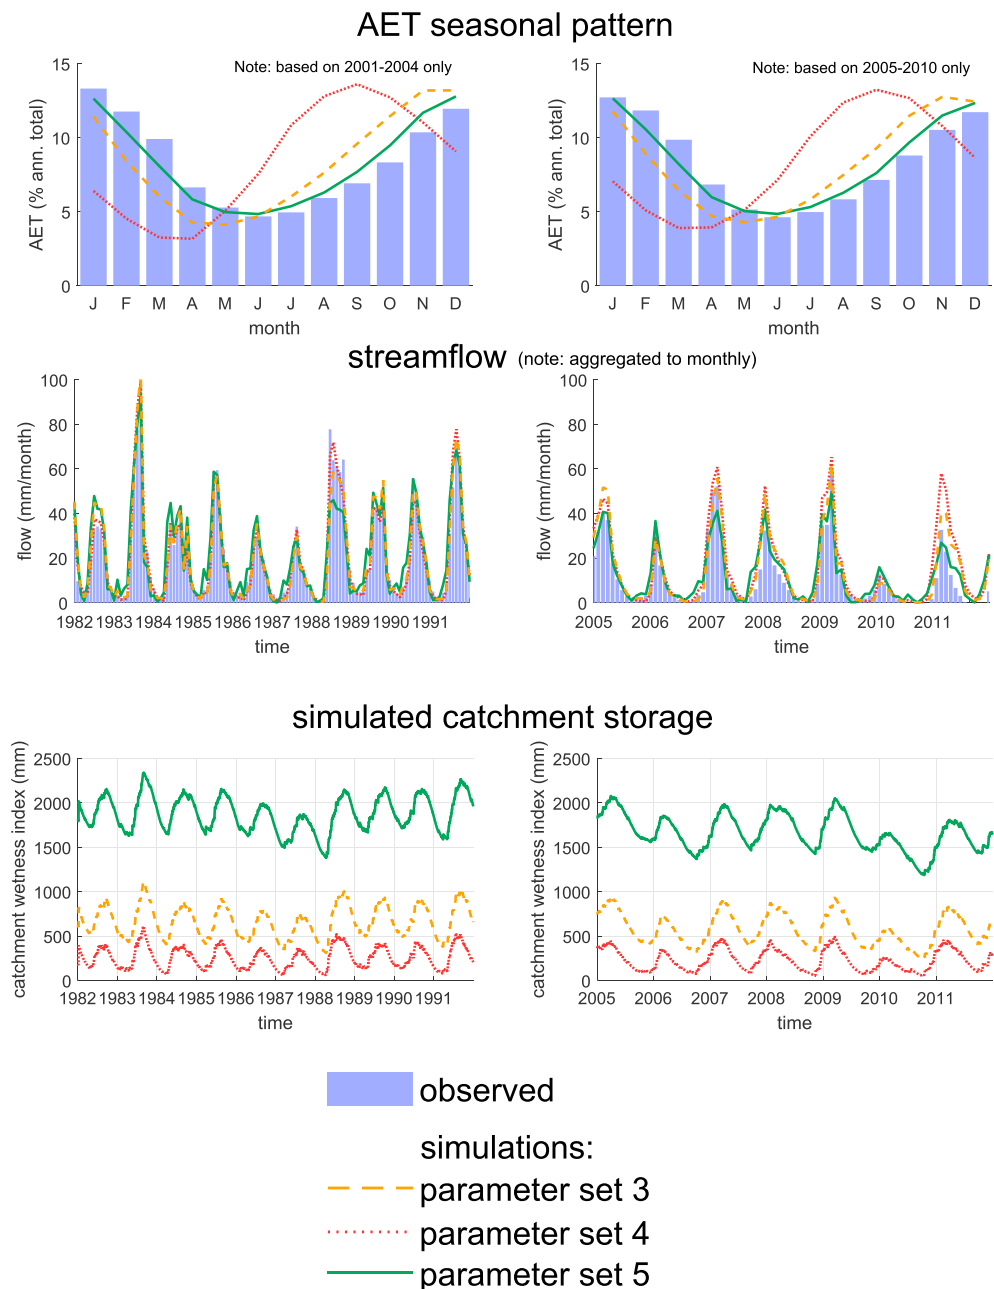 AET seasonal pattern
Note: based on 2001-2004 only
15
10
5
0
AET (% ann. total)
J F M A M J J A S O N D
month
Note: based on 2005-2010 only
15
10
5
0
AET (% ann. total)
J F M A M J J A S O N D
month
streamflow (note: aggregated to monthly)
100
80
60
40
20
0
flow (mm/month)
1982 1983 1984 1985 1986 1987 1988 1989 1990 1991
time
100
80
60
40
20
0
flow (mm/month)
2005 2006 2007 2008 2009 2010 2011
time
simulated catchment storage
2500
2000
1500
1000
500
0
catchment wetness index (mm)
1982 1983 1984 1985 1986 1987 1988 1989 1990 1991
time
2500
2000
1500
1000
500
0
catchment wetness index (mm)
2005 2006 2007 2008 2009 2010 2011
time
observed
simulations:
parameter set 3
parameter set 4
parameter set 5